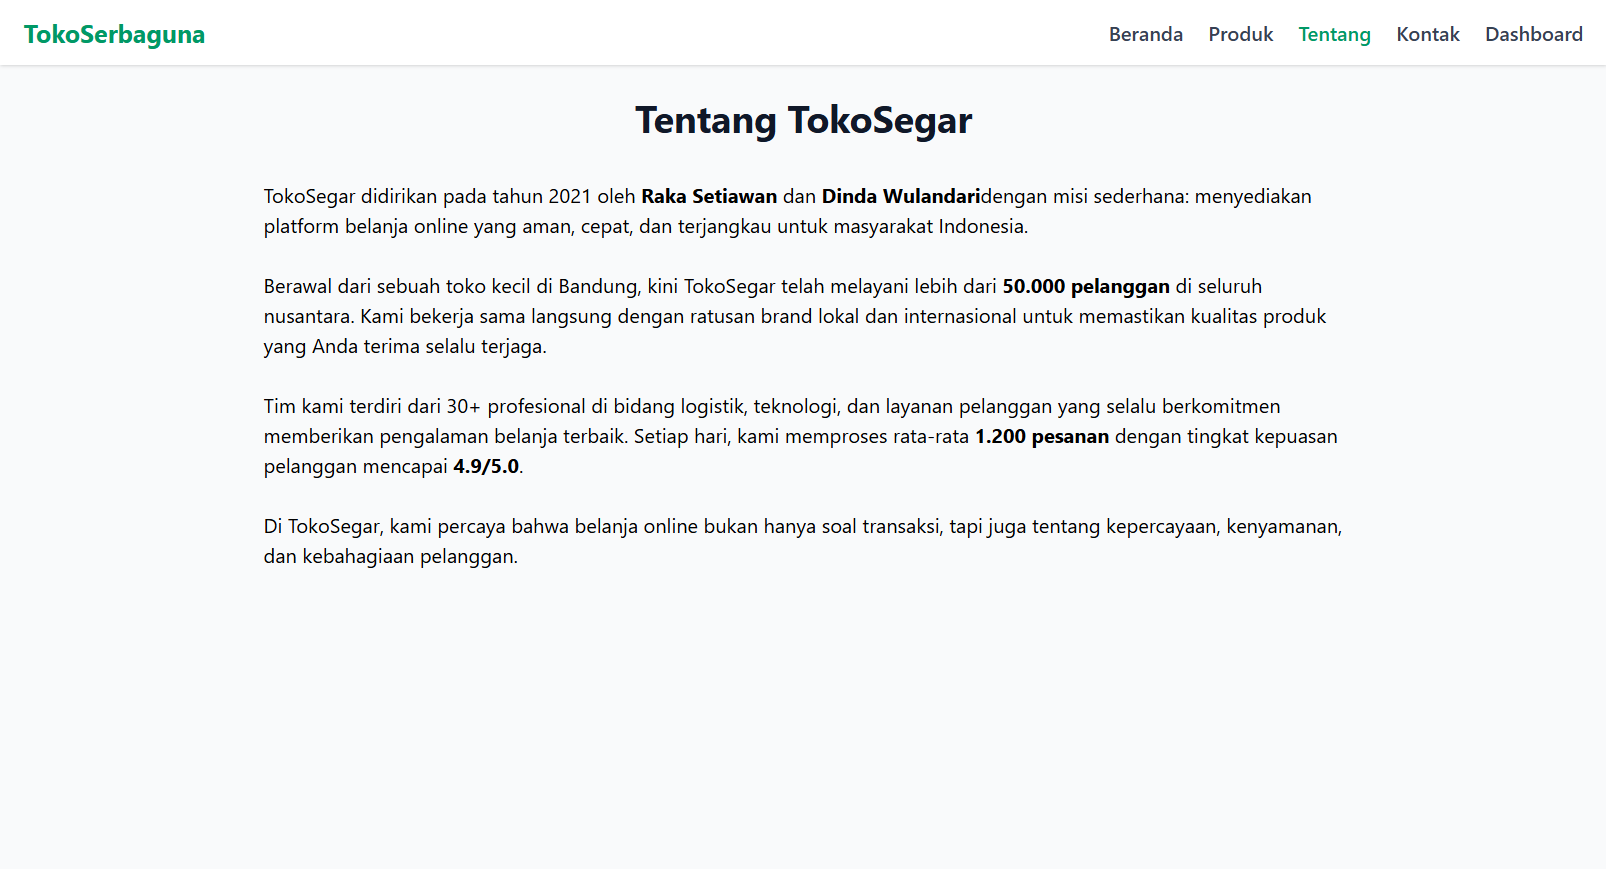 TokoSerbaguna
Beranda Produk Tentang Kontak Dashboard
Tentang TokoSegar
TokoSegar didirikan pada tahun 2021 oleh Raka Setiawan dan Dinda Wulandaridengan misi sederhana: menyediakan
platform belanja online yang aman, cepat, dan terjangkau untuk masyarakat Indonesia.
Berawal dari sebuah toko kecil di Bandung, kini TokoSegar telah melayani lebih dari 50.000 pelanggan di seluruh
nusantara. Kami bekerja sama langsung dengan ratusan brand lokal dan internasional untuk memastikan kualitas produk
yang Anda terima selalu terjaga.
Tim kami terdiri dari 30+ profesional di bidang logistik, teknologi, dan layanan pelanggan yang selalu berkomitmen
memberikan pengalaman belanja terbaik. Setiap hari, kami memproses rata-rata 1.200 pesanan dengan tingkat kepuasan
pelanggan mencapai 4.9/5.0.
Di TokoSegar, kami percaya bahwa belanja online bukan hanya soal transaksi, tapi juga tentang kepercayaan, kenyamanan,
dan kebahagiaan pelanggan.